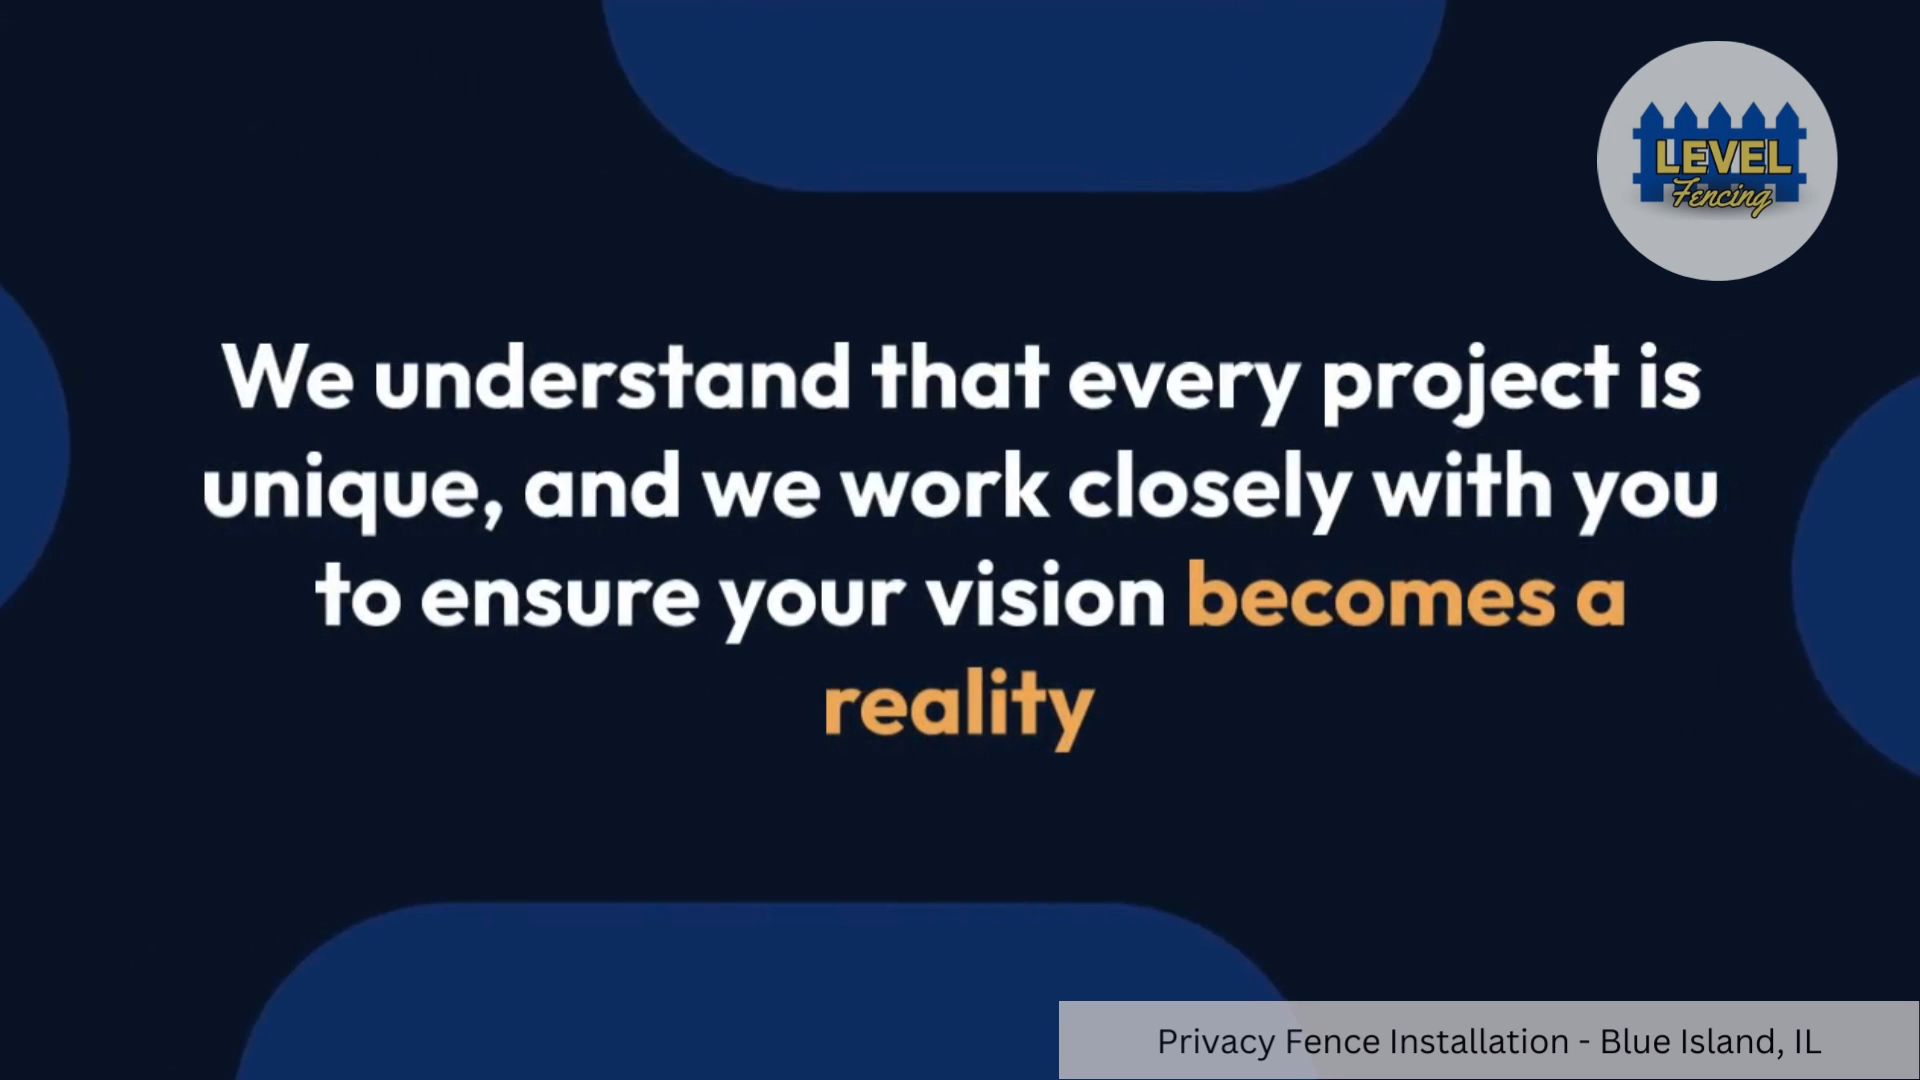 LEVEL
Fencing
We understand that every project is
unique, and we work closely with you
to ensure your vision becomes a
reality
Privacy Fence Installation - Blue Island, IL